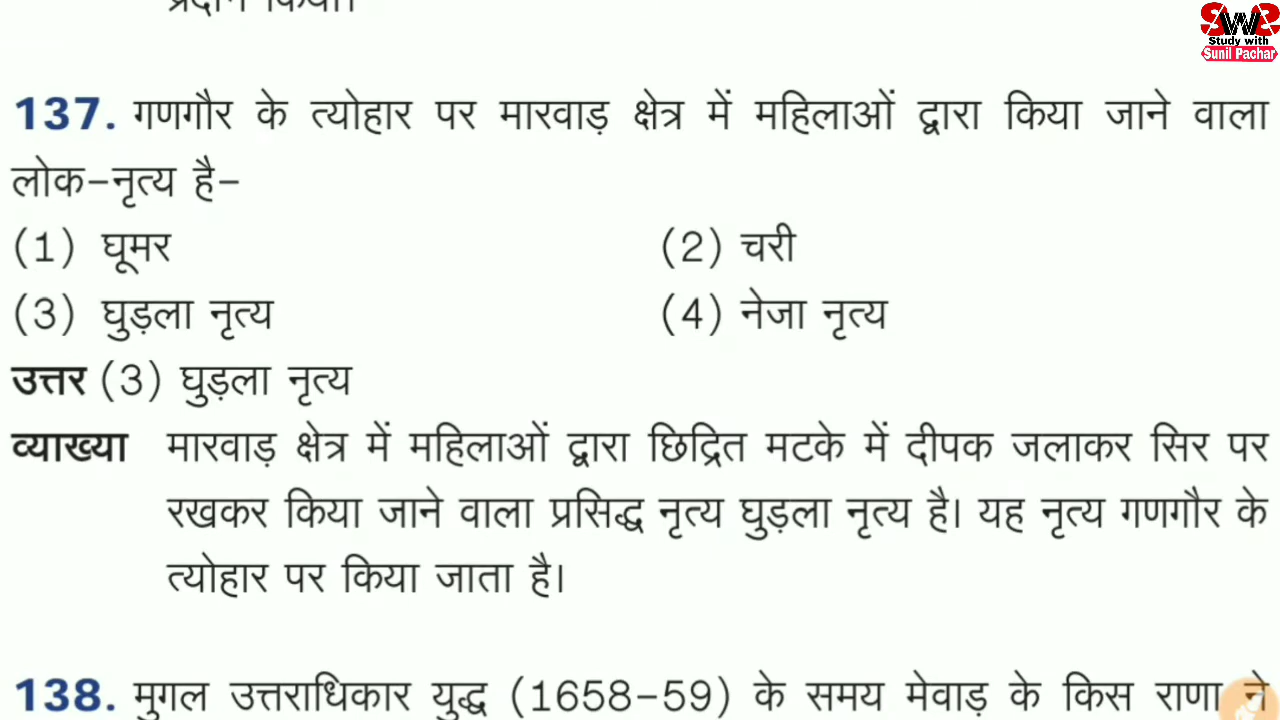 137. गणगौर के त्योहार पर मारवाड़ क्षेत्र में महिलाओं द्वारा किया जाने वाला
लोक-नृत्य है-
(1) घूमर (2) चरी
(3) घुड़ला नृत्य (4) नेजा नृत्य
उत्तर (3) घुड़ला नृत्य
व्याख्या मारवाड़ क्षेत्र में महिलाओं द्वारा छिद्रित मटके में दीपक जलाकर सिर पर
रखकर किया जाने वाला प्रसिद्ध नृत्य घुड़ला नृत्य है। यह नृत्य गणगौर के
त्योहार पर किया जाता है।
138. मुगल उत्तराधिकार युद्ध (1658-59) के समय मेवाड़ के किस राणा ने
SWS
Study with
Sunil Pachar